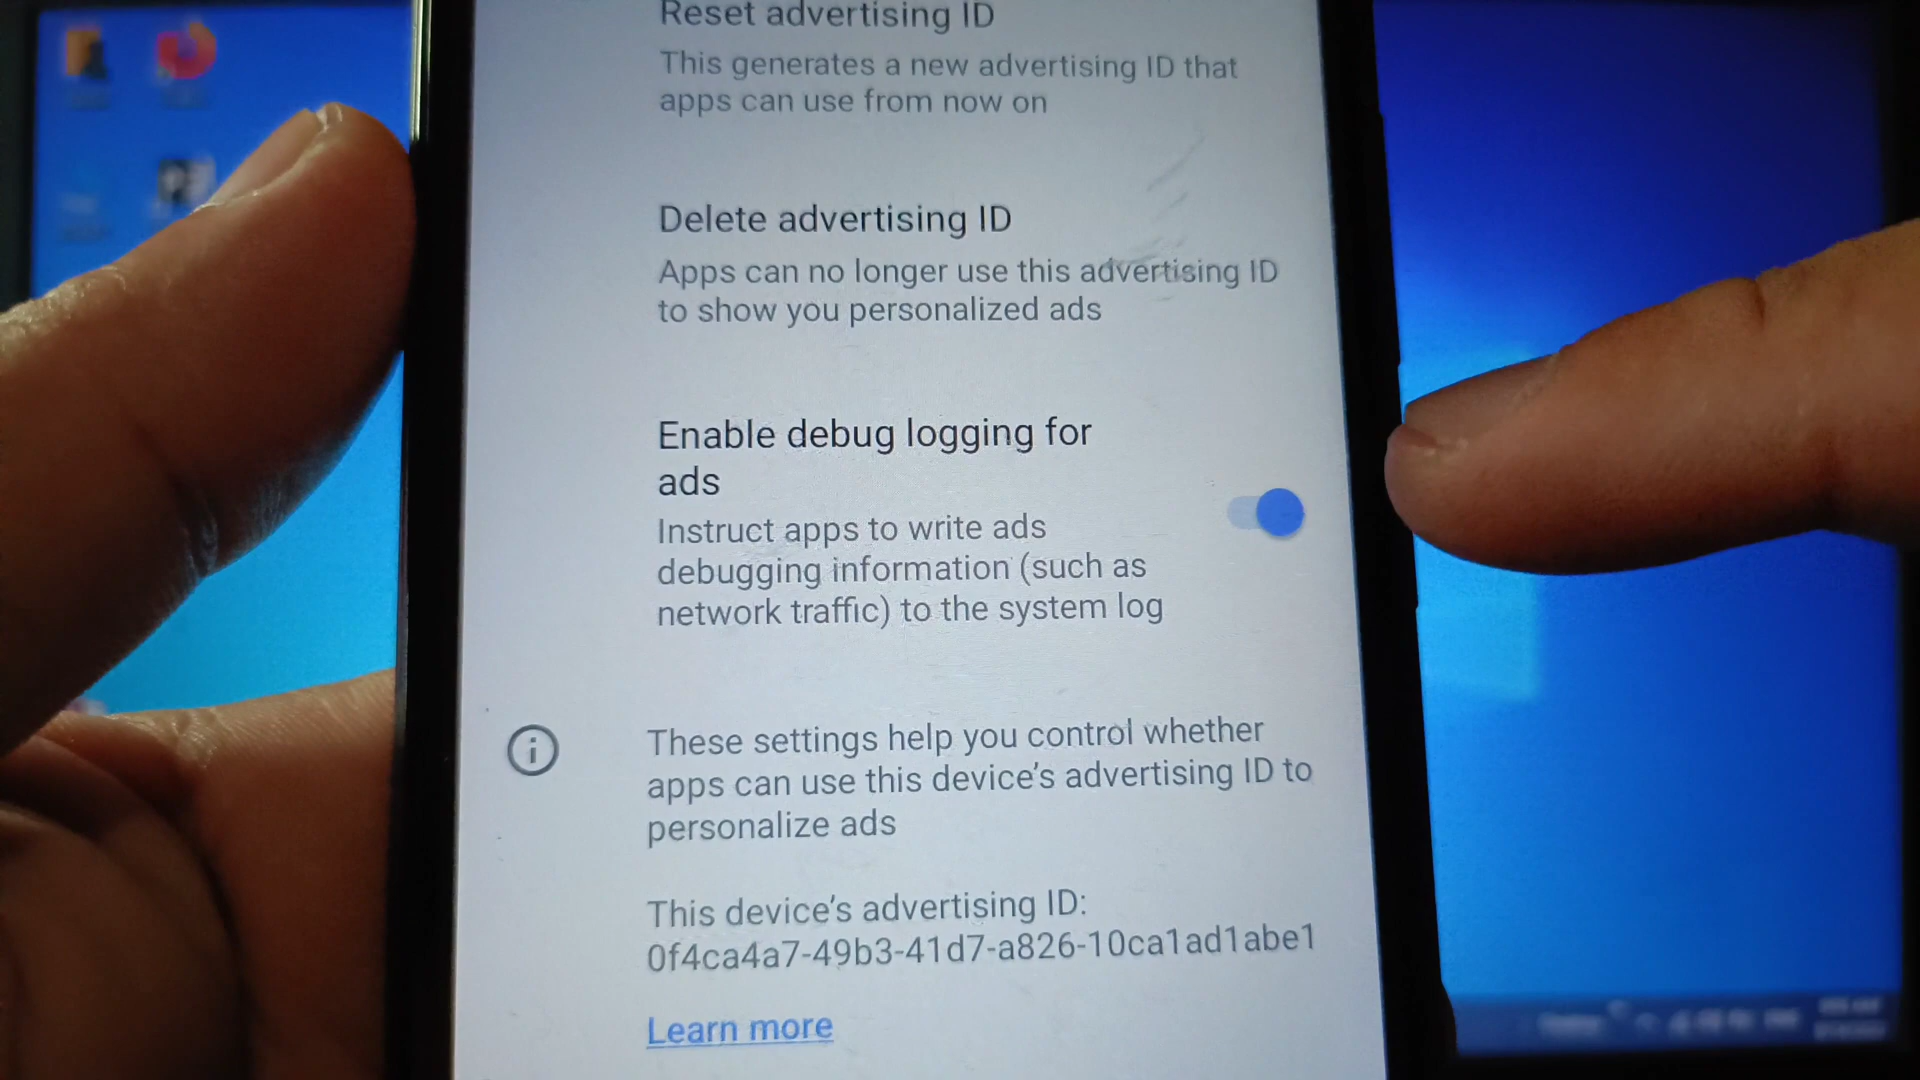 Reset advertising ID
This generates a new advertising ID that
apps can use from now on
Delete advertising ID
Apps can no longer use this advertising ID
to show you personalized ads
Enable debug logging for
ads
Instruct apps to write ads
debugging information (such as
network traffic) to the system log
These settings help you control whether
apps can use this device's advertising ID to
personalize ads
This device's advertising ID:
0f4ca4a7-49b3-41d7-a826-10ca1ad1abe1
Learn more